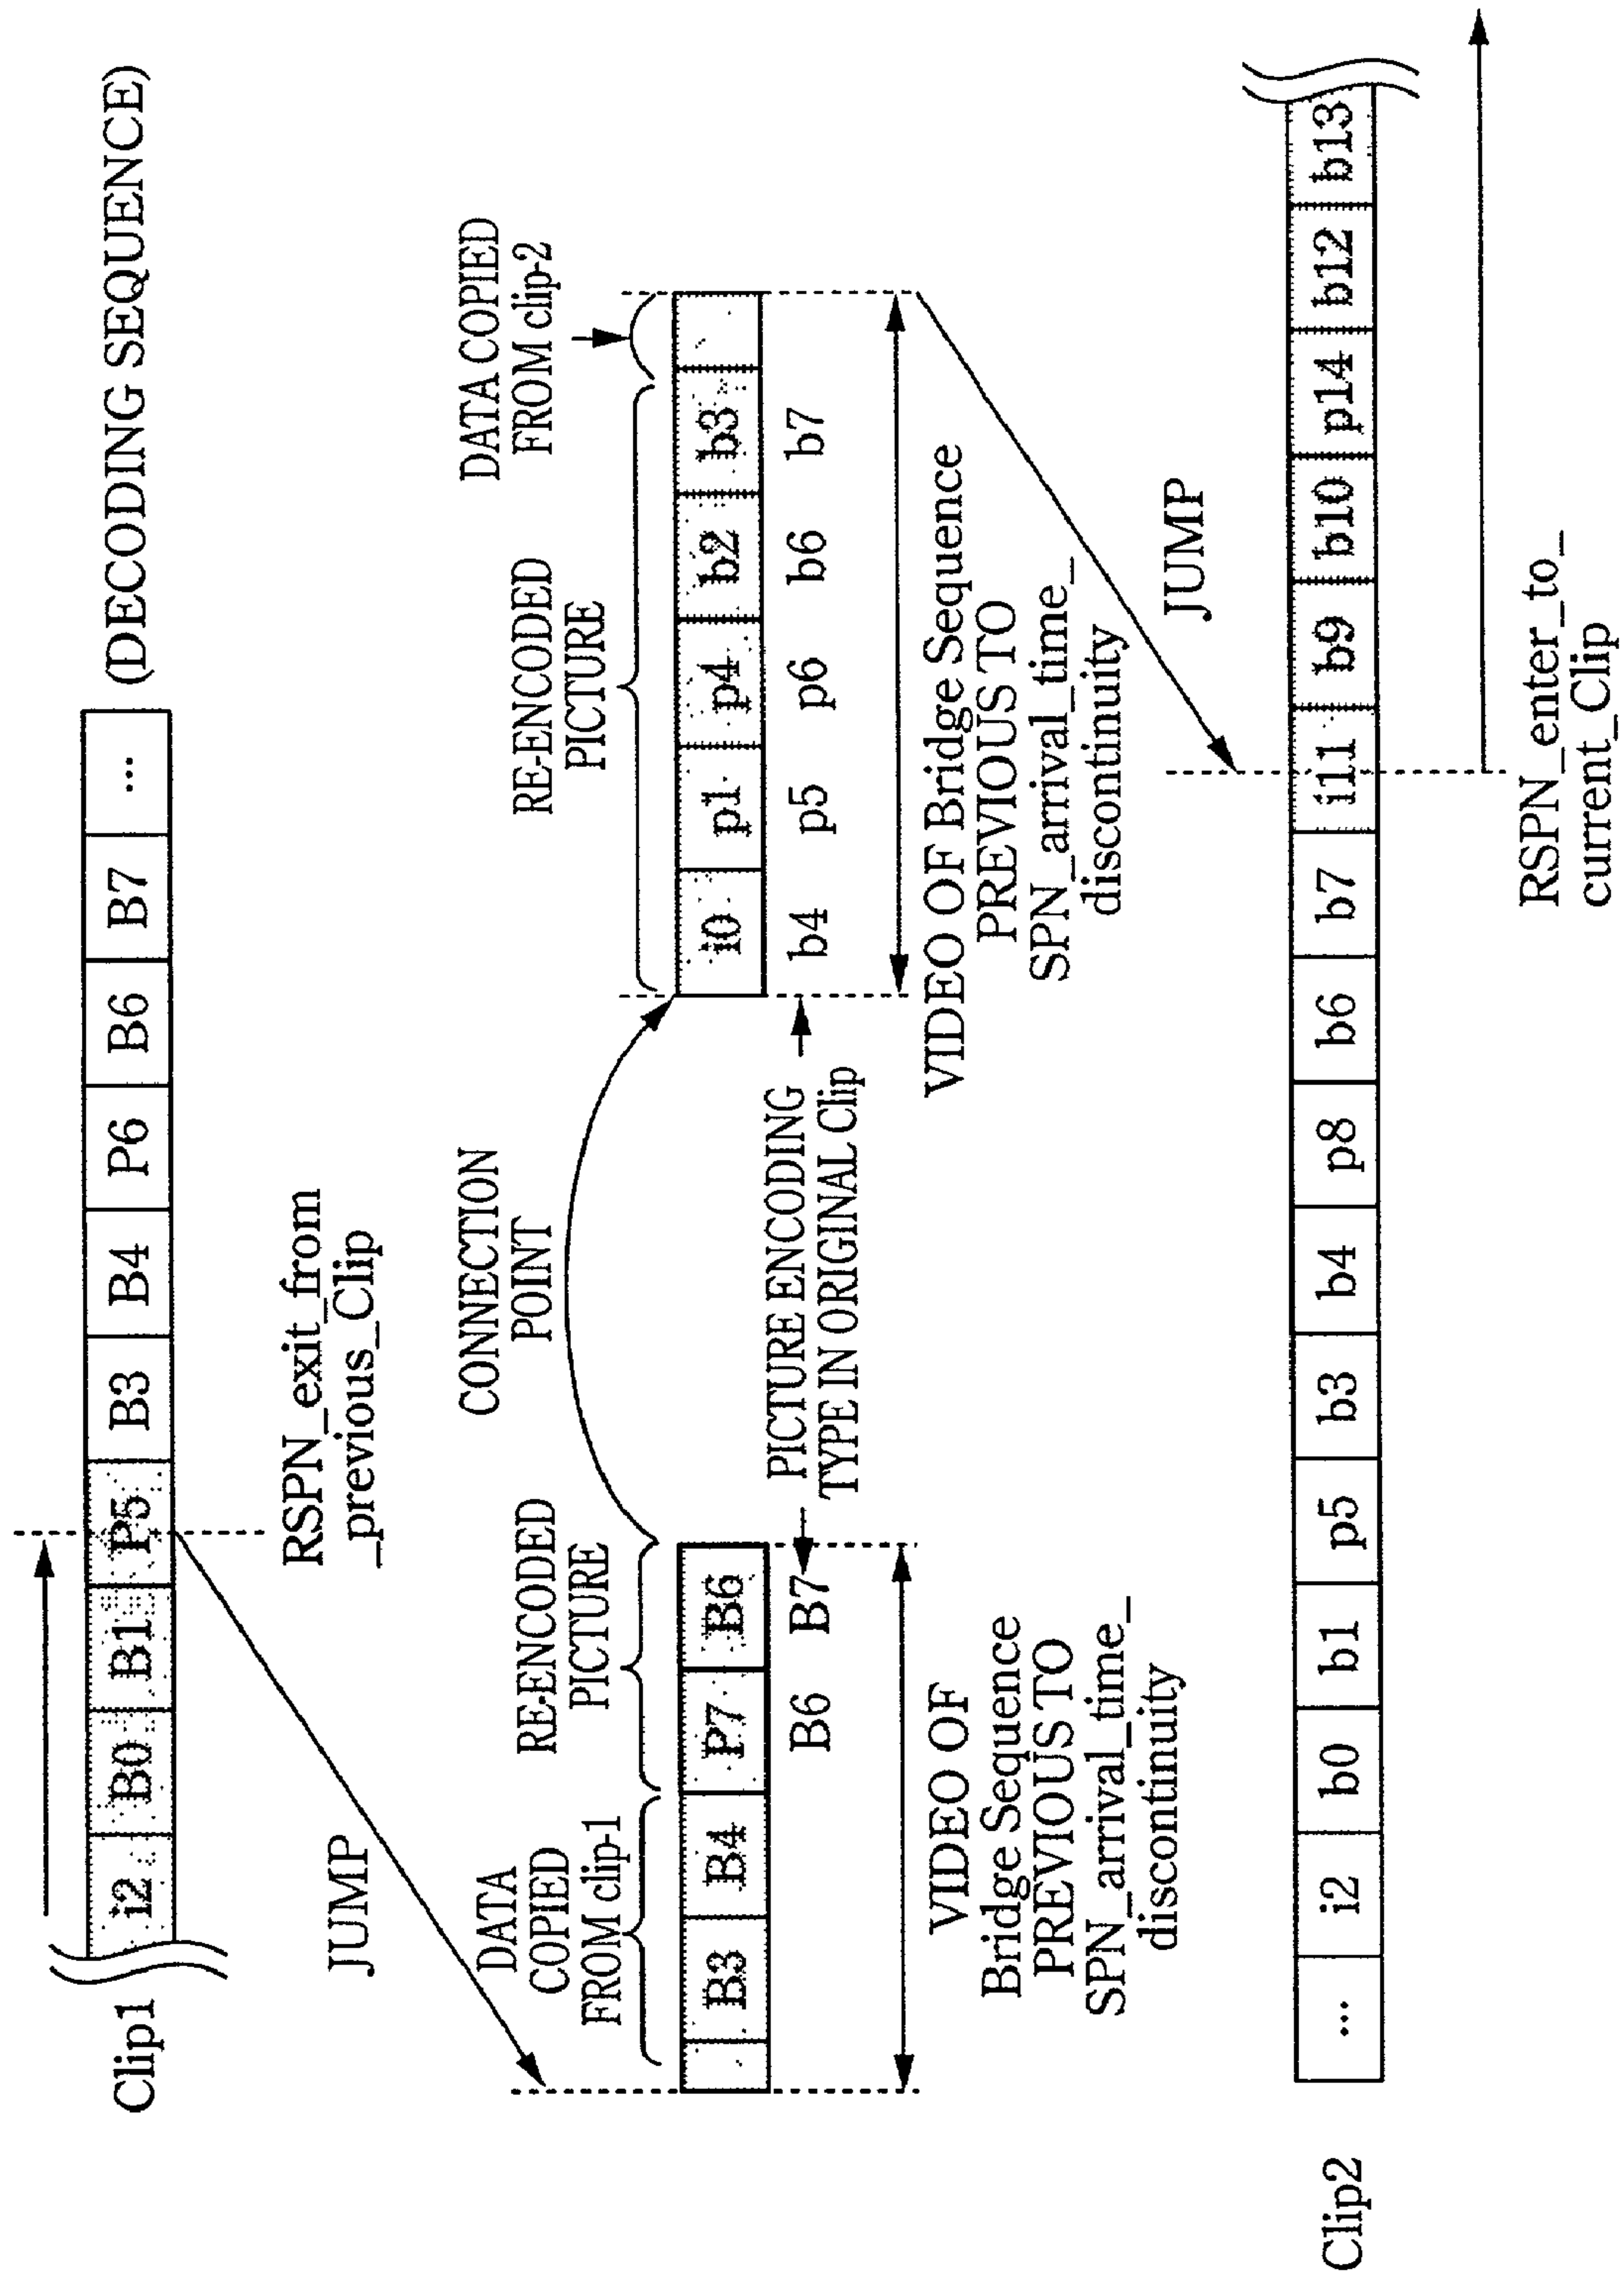 Clip1
i2 B0 B1 P5 B3 B4 P6 B6 B7 ...
(DECODING SEQUENCE)
RSPN_exit_from
_previous_Clip
JUMP
DATA
COPIED
FROM clip-1
RE-ENCODED
PICTURE
CONNECTION
POINT
RE-ENCODED
PICTURE
DATA COPIED
FROM clip-2
B3 B4 P7 B6
i0 p1 p4 b2 b3
B6 B7
PICTURE ENCODING
TYPE IN ORIGINAL Clip
b4 p5 p6 b6 b7
VIDEO OF
Bridge Sequence
PREVIOUS TO
SPN_arrival_time_
discontinuity
VIDEO OF Bridge Sequence
PREVIOUS TO
SPN_arrival_time_
discontinuity
JUMP
Clip2
... i2 b0 b1 p5 b3 b4 p8 b6 b7 i11 b9 b10 p14 b12 b13
RSPN_enter_to_
current_Clip